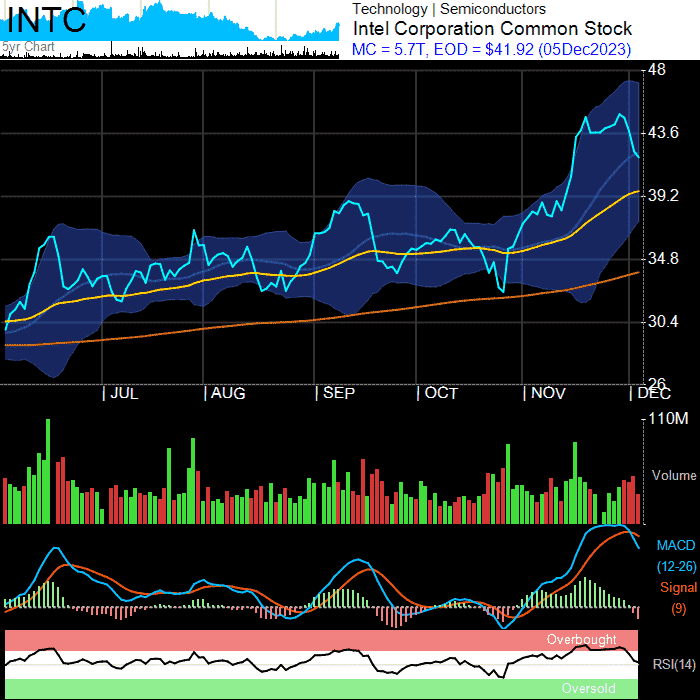 INTC
5yr Chart
Technology | Semiconductors
Intel Corporation Common Stock
MC = 5.7T, EOD = $41.92 (05Dec2023)
48
43.6
39.2
34.8
30.4
26
JUL AUG SEP OCT NOV DEC
110M
Volume
MACD
(12-26)
Signal
(9)
Overbought
RSI(14)
Oversold